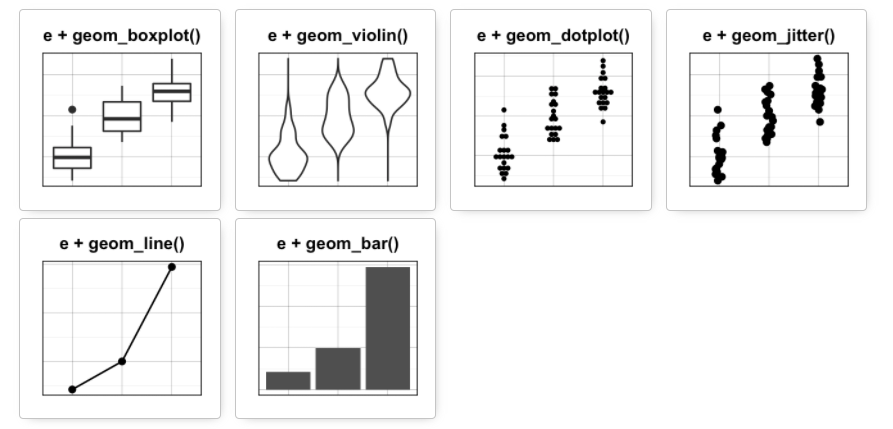 e + geom_boxplot()
e + geom_violin()
e + geom_dotplot()
e + geom_jitter()
e + geom_line()
e + geom_bar()